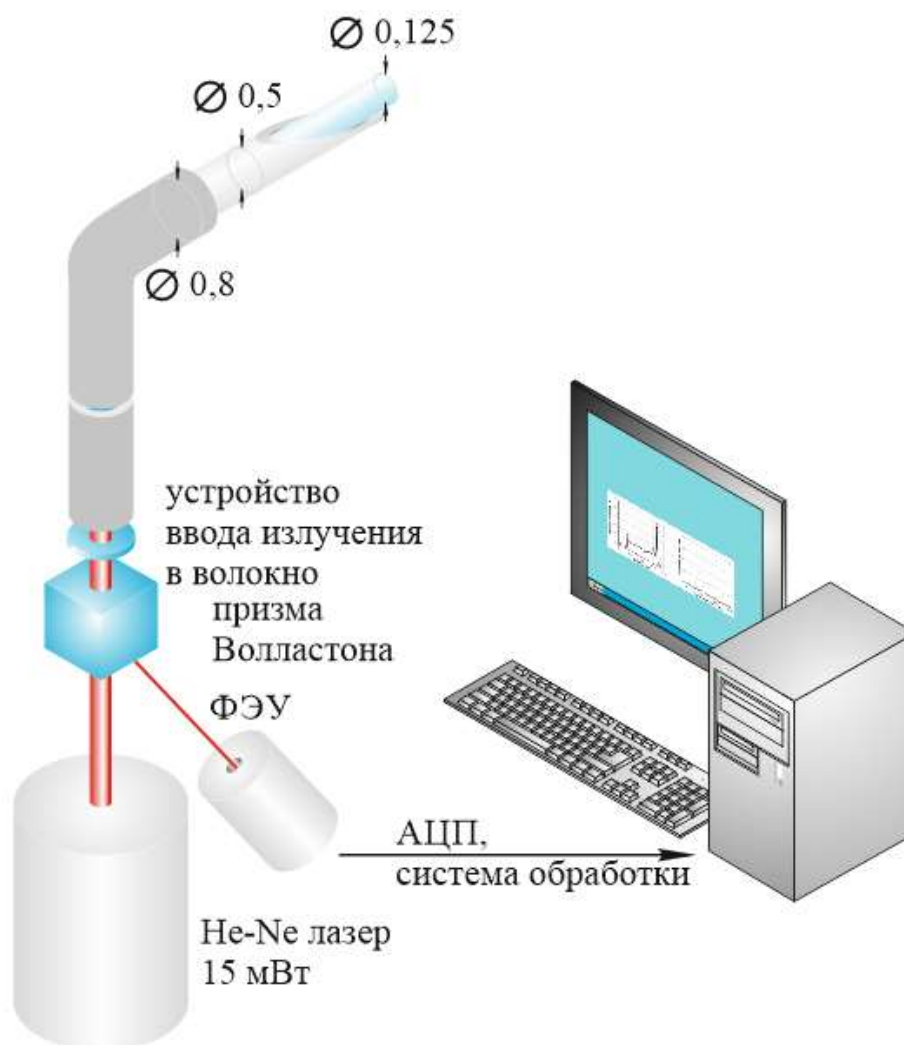 Ø 0,125
Ø 0,5
Ø 0,8
устройство
ввода излучения
в волокно
призма
Волластона
ФЭУ
АЦП,
система обработки
He-Ne лазер
15 мВт